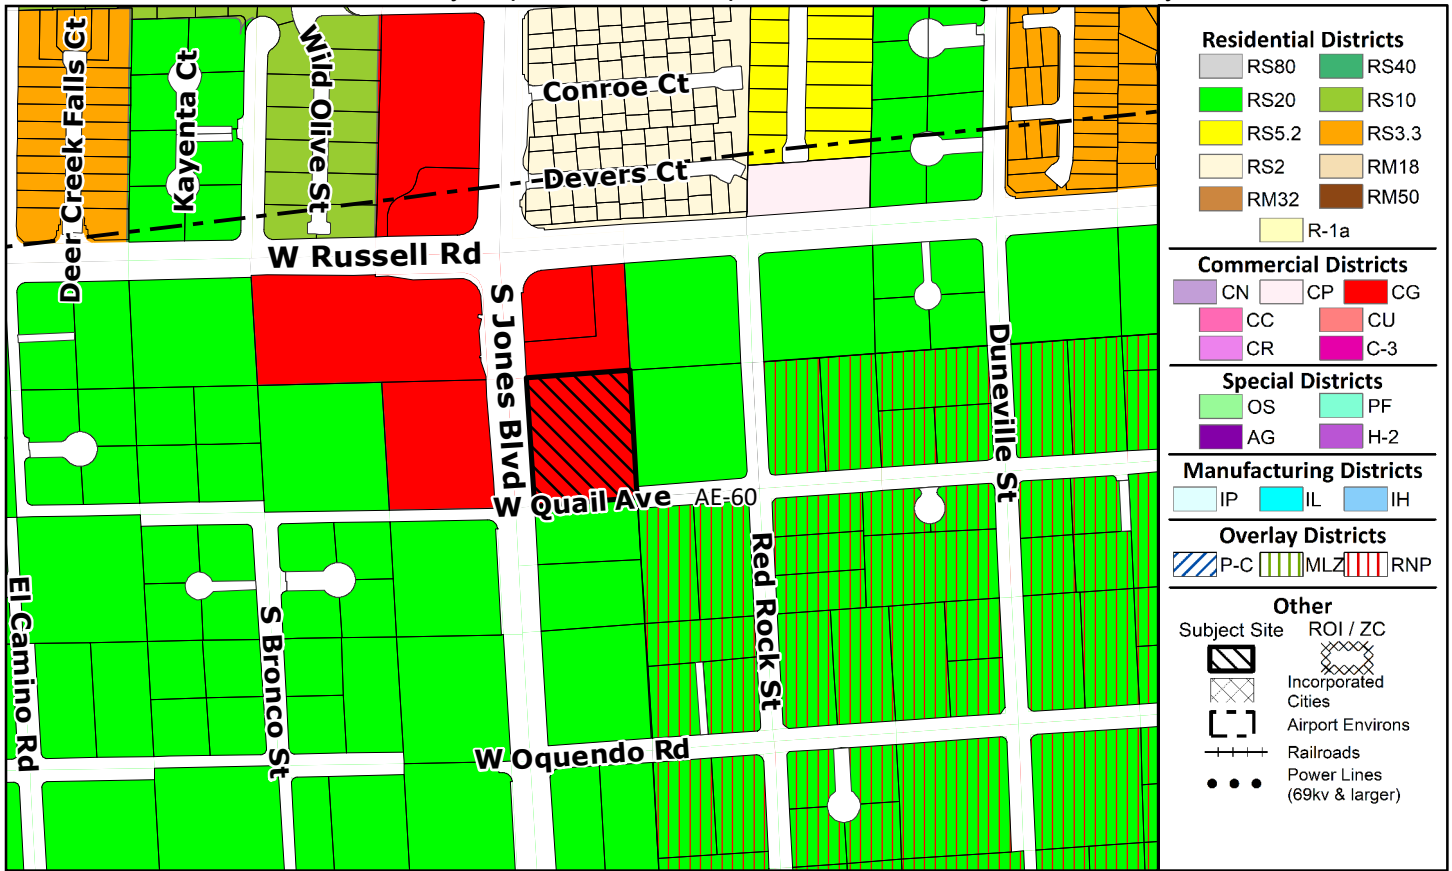 Deer Creek Falls Ct
Kayenta Ct
Wild Olive St
Conroe Ct
Devers Ct
W Russell Rd
S Jones Blvd
Duneville St
W Quail Ave
AE-60
Red Rock St
El Camino Rd
S Bronco St
W Oquendo Rd
Residential Districts
RS80 RS40
RS20 RS10
RS5.2 RS3.3
RS2 RM18
RM32 RM50
R-1a
Commercial Districts
CN CP CG
CC CU
CR C-3
Special Districts
OS PF
AG H-2
Manufacturing Districts
IP IL IH
Overlay Districts
P-C MLZ RNP
Other
Subject Site ROI / ZC
Incorporated
Cities
Airport Environs
Railroads
Power Lines
(69kv & larger)